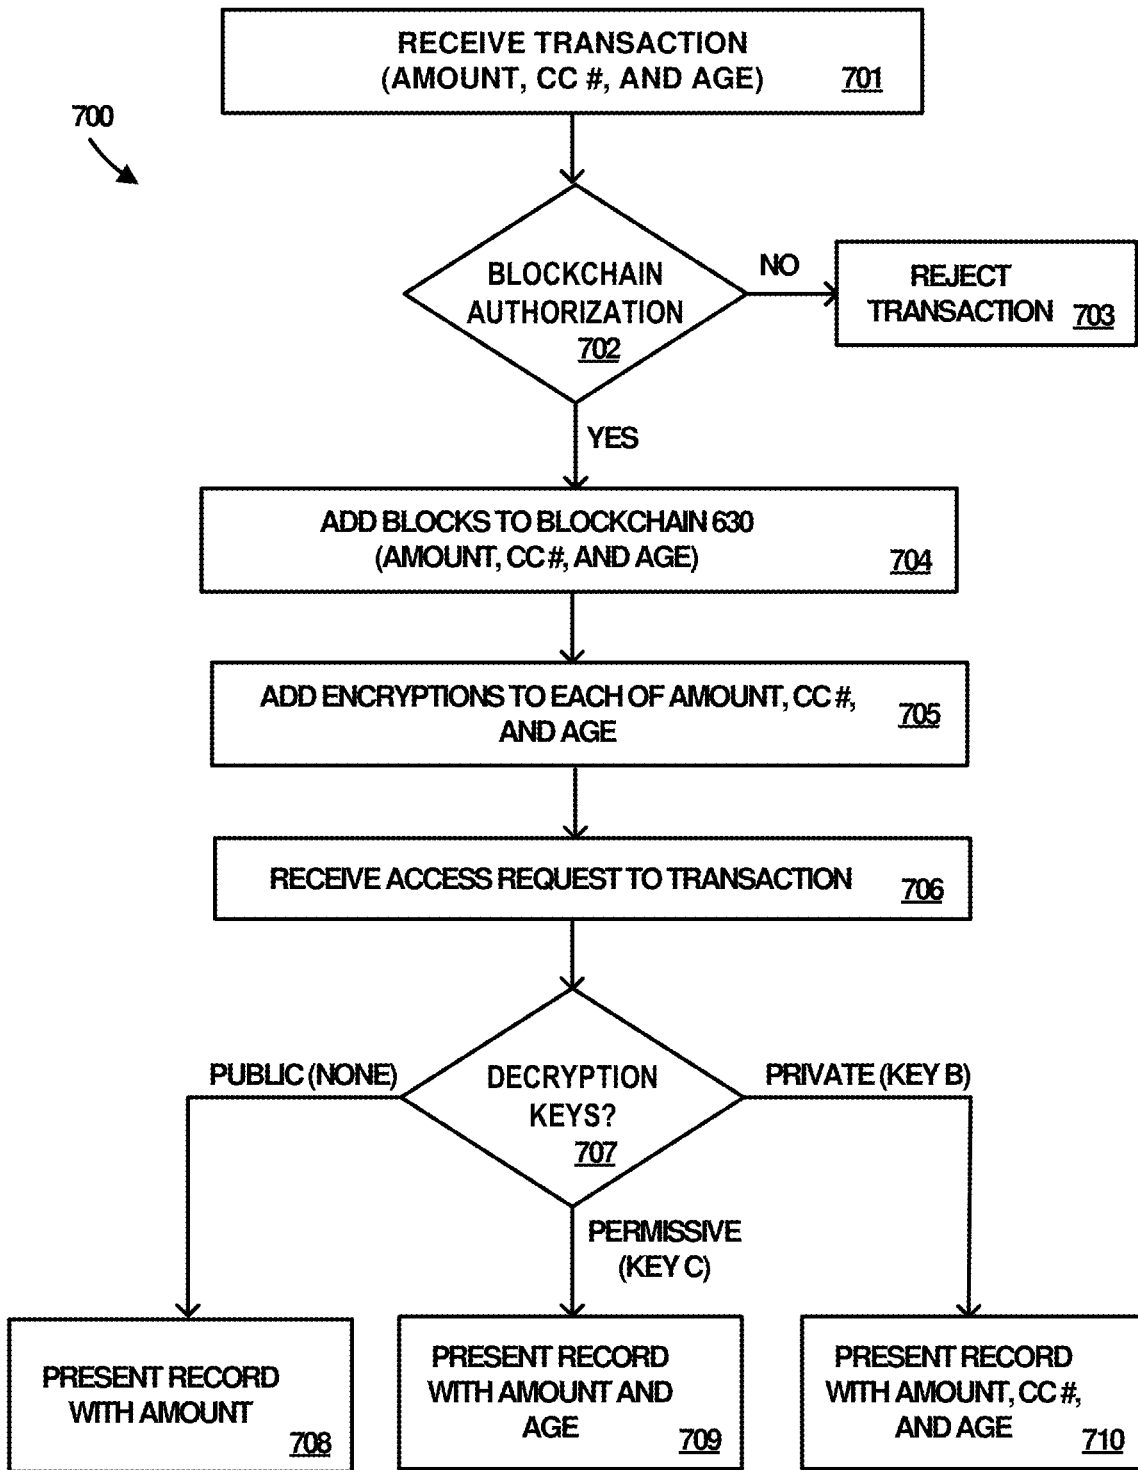 RECEIVE TRANSACTION
(AMOUNT, CC #, AND AGE) 701
700
BLOCKCHAIN
AUTHORIZATION
702
NO
REJECT
TRANSACTION 703
YES
ADD BLOCKS TO BLOCKCHAIN 630
(AMOUNT, CC #, AND AGE) 704
ADD ENCRYPTIONS TO EACH OF AMOUNT, CC #,
AND AGE 705
RECEIVE ACCESS REQUEST TO TRANSACTION 706
PUBLIC (NONE)
DECRYPTION
KEYS?
707
PRIVATE (KEY B)
PERMISSIVE
(KEY C)
PRESENT RECORD
WITH AMOUNT
708
PRESENT RECORD
WITH AMOUNT AND
AGE 709
PRESENT RECORD
WITH AMOUNT, CC #,
AND AGE 710